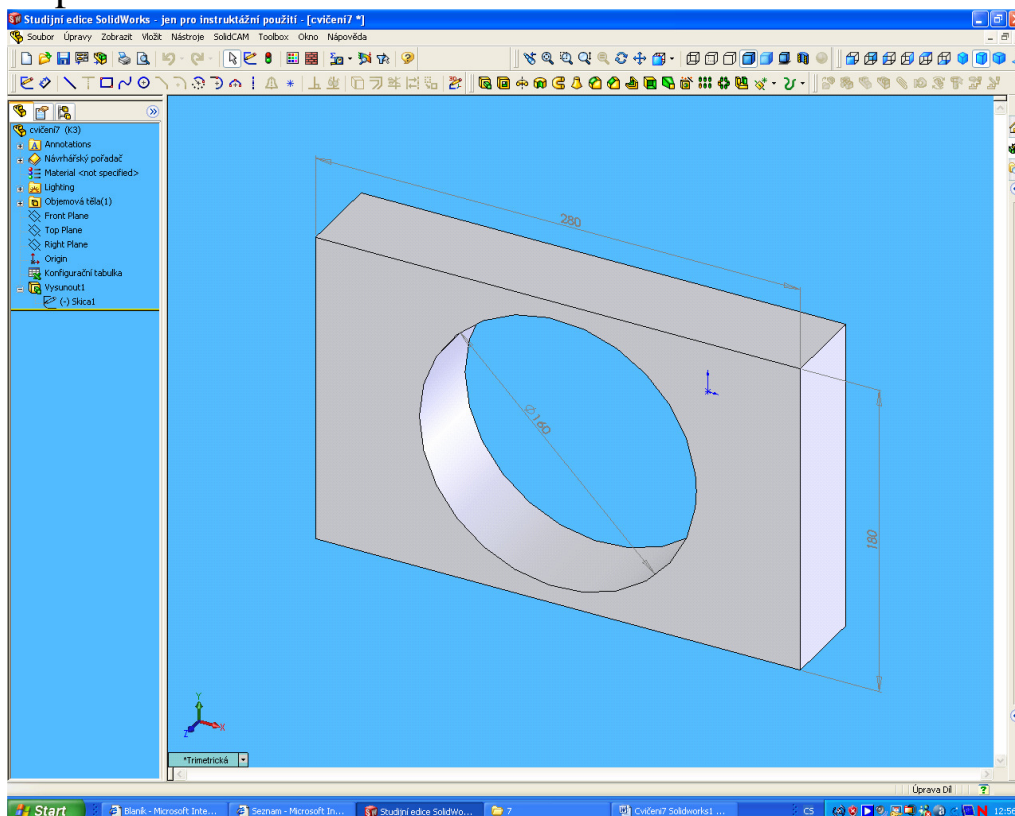 Studijní edice SolidWorks - jen pro instruktážní použití - [cvičení7 *]
Soubor Úpravy Zobrazit Vložit Nástroje SolidCAM Toolbox Okno Nápověda
cvičení7 (K3)
Annotations
Návrhářský pořadač
Material <not specified>
Lighting
Objemová těla(1)
Front Plane
Top Plane
Right Plane
Origin
Konfigurační tabulka
Vysunout1
(-) Skica1
280
Ø160
180
Y
X
Z
*Trimetrická
Úprava Díl
Start
Blaník - Microsoft Inte...
Seznam - Microsoft In...
Studijní edice SolidWo...
7
Cvičení7 Solidworks1 ...
CS
12:56